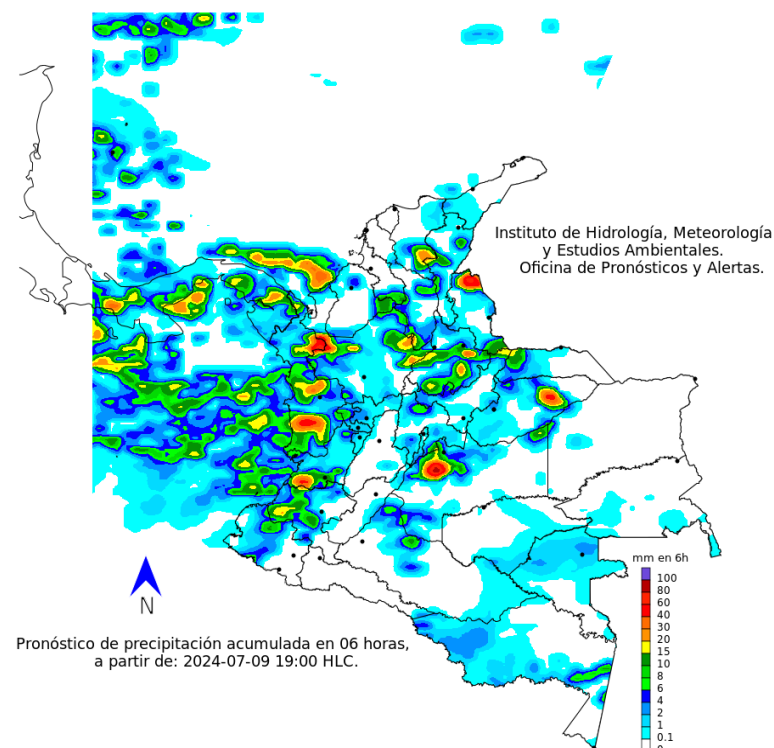 Instituto de Hidrología, Meteorología
y Estudios Ambientales.
Oficina de Pronósticos y Alertas.
mm en 6h
100
80
60
40
30
20
15
10
8
6
4
2
1
0.1
0
N
Pronóstico de precipitación acumulada en 06 horas,
a partir de: 2024-07-09 19:00 HLC.